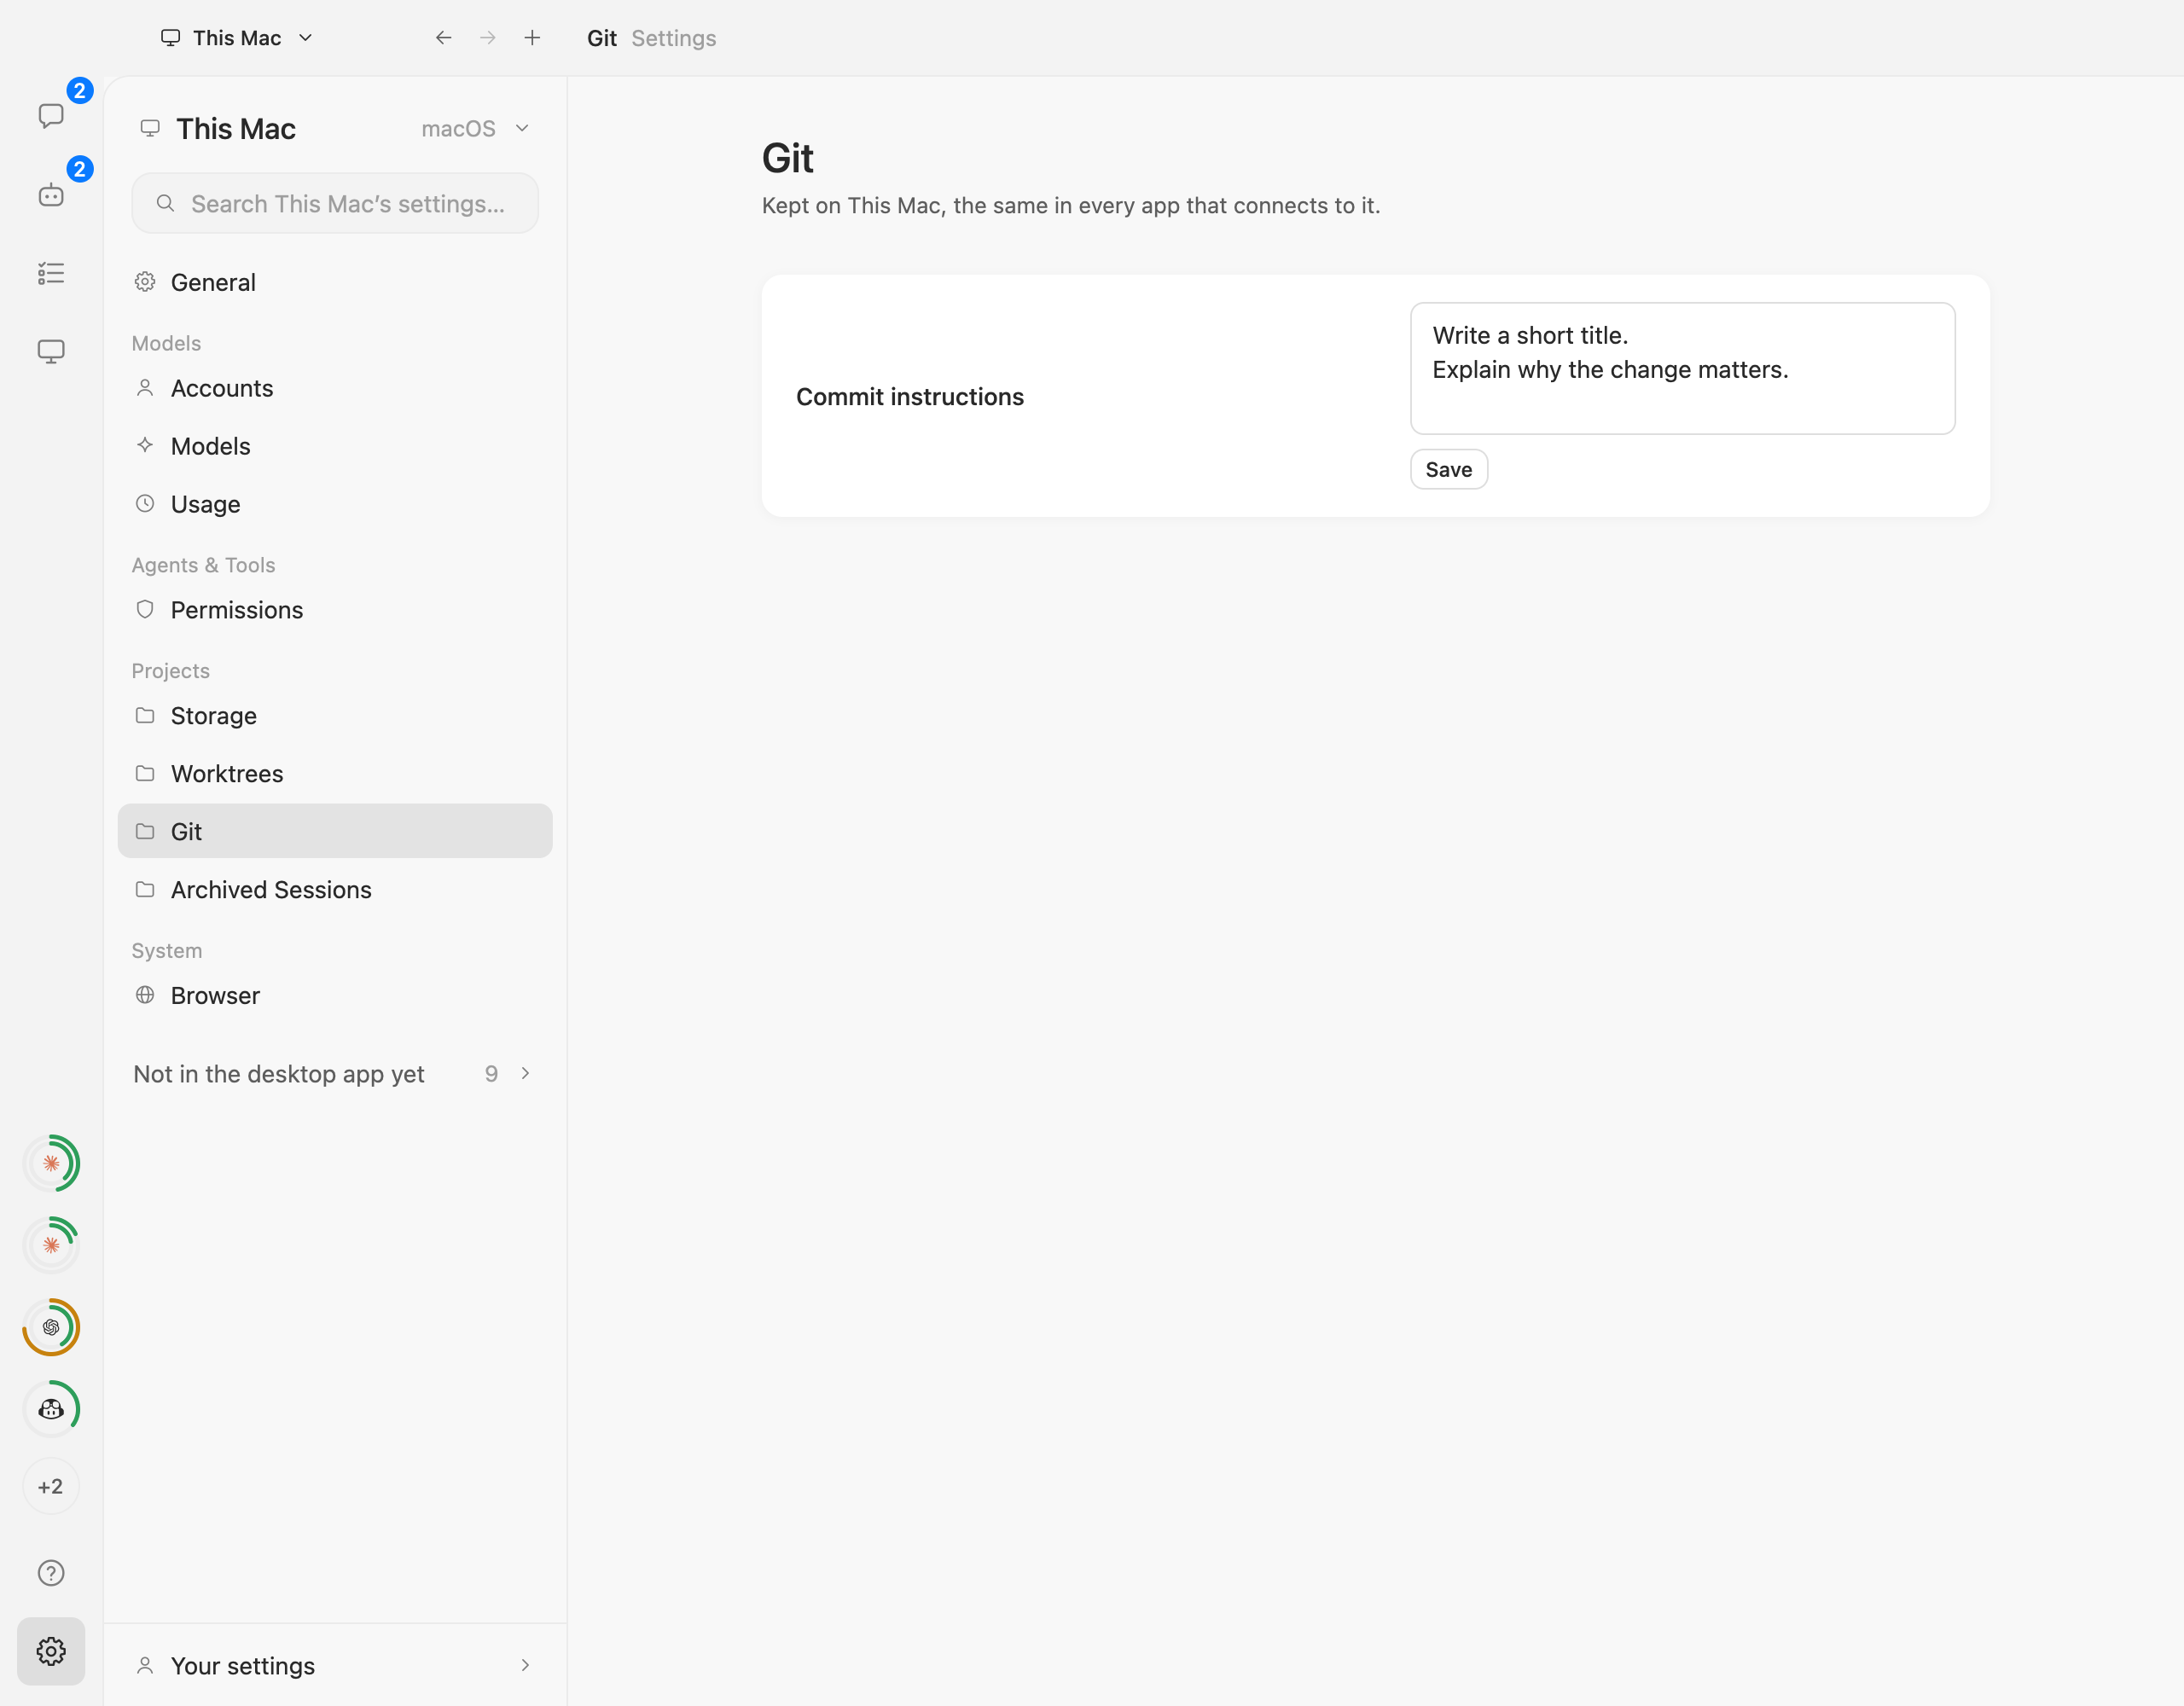 This Mac
Git Settings
2
2
This Mac macOS
Search This Mac’s settings...
General
Models
Accounts
Models
Usage
Agents & Tools
Permissions
Projects
Storage
Worktrees
Git
Archived Sessions
System
Browser
Not in the desktop app yet 9
+2
Your settings
Git
Kept on This Mac, the same in every app that connects to it.
Commit instructions
Write a short title.
Explain why the change matters.
Save